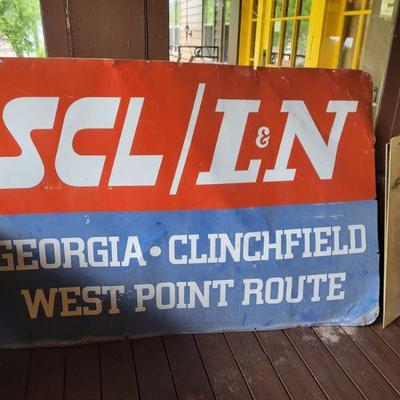 SCL/L&N
GEORGIA • CLINCHFIELD
WEST POINT ROUTE